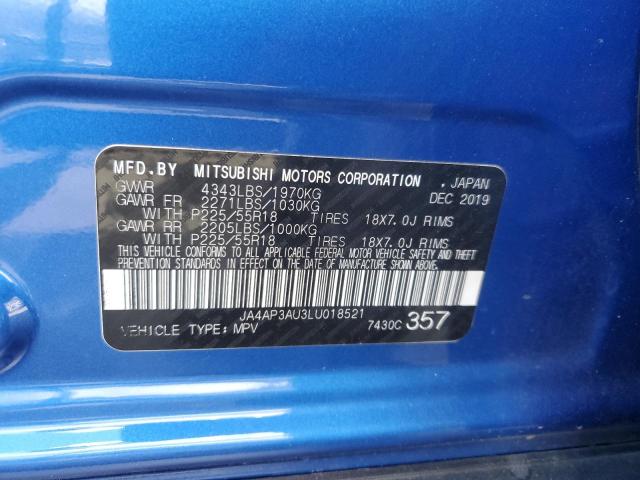 MFD.BY MITSUBISHI MOTORS CORPORATION , JAPAN
GVWR 4343LBS/1970KG DEC 2019
GAWR FR 2271LBS/1030KG
WITH P225/55R18 TIRES 18X7.0J RIMS
GAWR RR 2205LBS/1000KG
WITH P225/55R18 TIRES 18X7.0J RIMS
THIS VEHICLE CONFORMS TO ALL APPLICABLE FEDERAL MOTOR VEHICLE SAFETY AND THEFT
PREVENTION STANDARDS IN EFFECT ON THE DATE OF MANUFACTURE SHOWN ABOVE.
JA4AP3AU3LU018521
VEHICLE TYPE: MPV 7430C 357